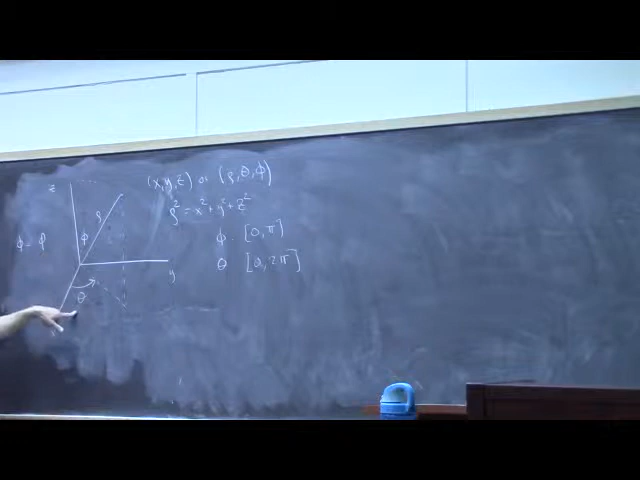 (x,y,z) or (ρ,θ,ϕ)
ρ² = x² + y² + z²
ϕ [0,π]
θ [0,2π]
z
ρ
ϕ
ϕ - φ
y
θ